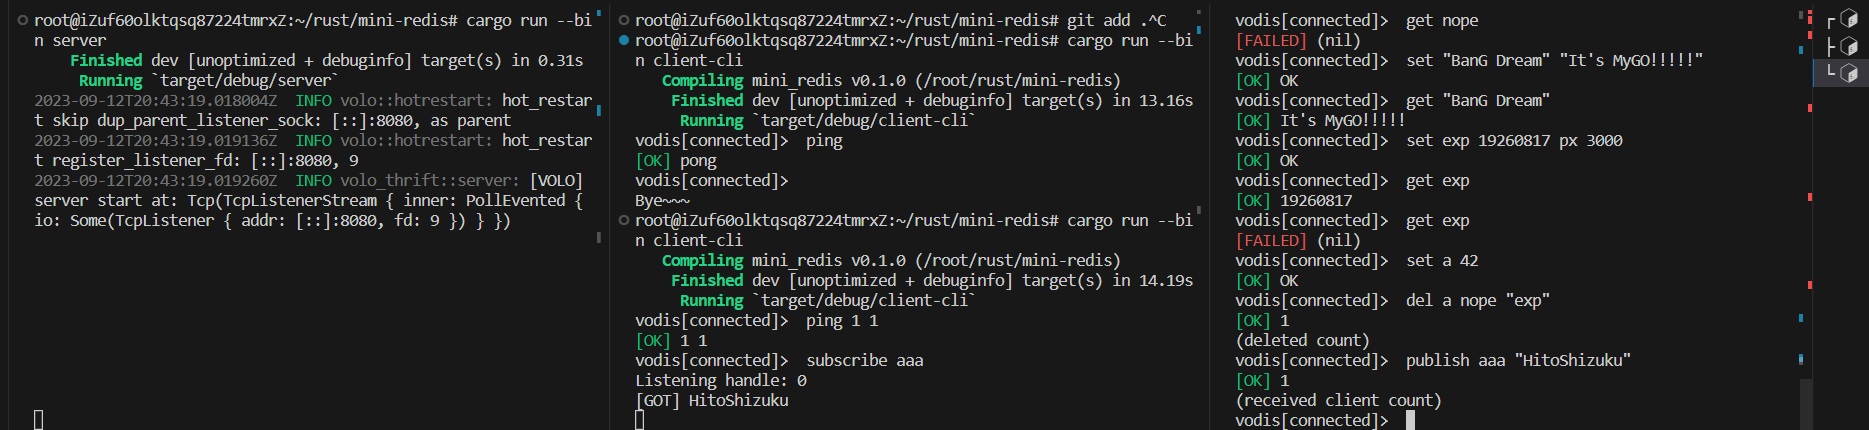 root@iZuf60olktqsq87224tmrxZ:~/rust/mini-redis# cargo run --bi
n server
    Finished dev [unoptimized + debuginfo] target(s) in 0.31s
     Running `target/debug/server`
2023-09-12T20:43:19.018004Z  INFO volo::hotrestart: hot_restar
t skip dup_parent_listener_sock: [::]:8080, as parent
2023-09-12T20:43:19.019136Z  INFO volo::hotrestart: hot_restar
t register_listener_fd: [::]:8080, 9
2023-09-12T20:43:19.019260Z  INFO volo_thrift::server: [VOLO]
server start at: Tcp(TcpListenerStream { inner: PollEvented {
io: Some(TcpListener { addr: [::]:8080, fd: 9 }) } })
root@iZuf60olktqsq87224tmrxZ:~/rust/mini-redis# git add .^C
root@iZuf60olktqsq87224tmrxZ:~/rust/mini-redis# cargo run --bi
n client-cli
   Compiling mini_redis v0.1.0 (/root/rust/mini-redis)
    Finished dev [unoptimized + debuginfo] target(s) in 13.16s
     Running `target/debug/client-cli`
vodis[connected]>  ping
[OK] pong
vodis[connected]>
Bye~~~
root@iZuf60olktqsq87224tmrxZ:~/rust/mini-redis# cargo run --bi
n client-cli
   Compiling mini_redis v0.1.0 (/root/rust/mini-redis)
    Finished dev [unoptimized + debuginfo] target(s) in 14.19s
     Running `target/debug/client-cli`
vodis[connected]>  ping 1 1
[OK] 1 1
vodis[connected]>  subscribe aaa
Listening handle: 0
[GOT] HitoShizuku
vodis[connected]>  get nope
[FAILED] (nil)
vodis[connected]>  set "BanG Dream" "It's MyGO!!!!!"
[OK] OK
vodis[connected]>  get "BanG Dream"
[OK] It's MyGO!!!!!
vodis[connected]>  set exp 19260817 px 3000
[OK] OK
vodis[connected]>  get exp
[OK] 19260817
vodis[connected]>  get exp
[FAILED] (nil)
vodis[connected]>  set a 42
[OK] OK
vodis[connected]>  del a nope "exp"
[OK] 1
(deleted count)
vodis[connected]>  publish aaa "HitoShizuku"
[OK] 1
(received client count)
vodis[connected]>